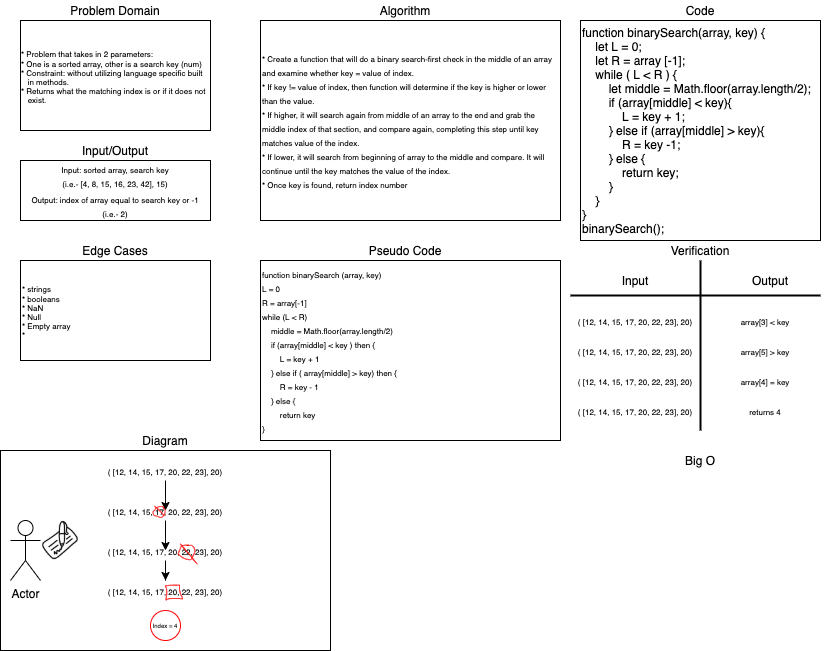 Problem Domain
* Problem that takes in 2 parameters:
* One is a sorted array, other is a search key (num)
* Constraint: without utilizing language specific built
in methods.
* Returns what the matching index is or if it does not
exist.
Input/Output
Input: sorted array, search key
(i.e.- [4, 8, 15, 16, 23, 42], 15)
Output: index of array equal to search key or -1
(i.e.- 2)
Edge Cases
* strings
* booleans
* NaN
* Null
* Empty array
*
Algorithm
* Create a function that will do a binary search-first check in the middle of an array
and examine whether key = value of index.
* If key != value of index, then function will determine if the key is higher or lower
than the value.
* If higher, it will search again from middle of an array to the end and grab the
middle index of that section, and compare again, completing this step until key
matches value of the index.
* If lower, it will search from beginning of array to the middle and compare. It will
continue until the key matches the value of the index.
* Once key is found, return index number
Pseudo Code
function binarySearch (array, key)
L = 0
R = array[-1]
while (L < R)
middle = Math.floor(array.length/2)
if (array[middle] < key ) then {
L = key + 1
} else if ( array[middle] > key) then {
R = key - 1
} else {
return key
}
Code
function binarySearch(array, key) {
let L = 0;
let R = array [-1];
while ( L < R ) {
let middle = Math.floor(array.length/2);
if (array[middle] < key){
L = key + 1;
} else if (array[middle] > key){
R = key -1;
} else {
return key;
}
}
}
binarySearch();
Verification
Input Output
( [12, 14, 15, 17, 20, 22, 23], 20) array[3] < key
( [12, 14, 15, 17, 20, 22, 23], 20) array[5] > key
( [12, 14, 15, 17, 20, 22, 23], 20) array[4] = key
( [12, 14, 15, 17, 20, 22, 23], 20) returns 4
Big O
Diagram
( [12, 14, 15, 17, 20, 22, 23], 20)
( [12, 14, 15, 17, 20, 22, 23], 20)
( [12, 14, 15, 17, 20, 22, 23], 20)
( [12, 14, 15, 17, 20, 22, 23], 20)
Index = 4
Actor